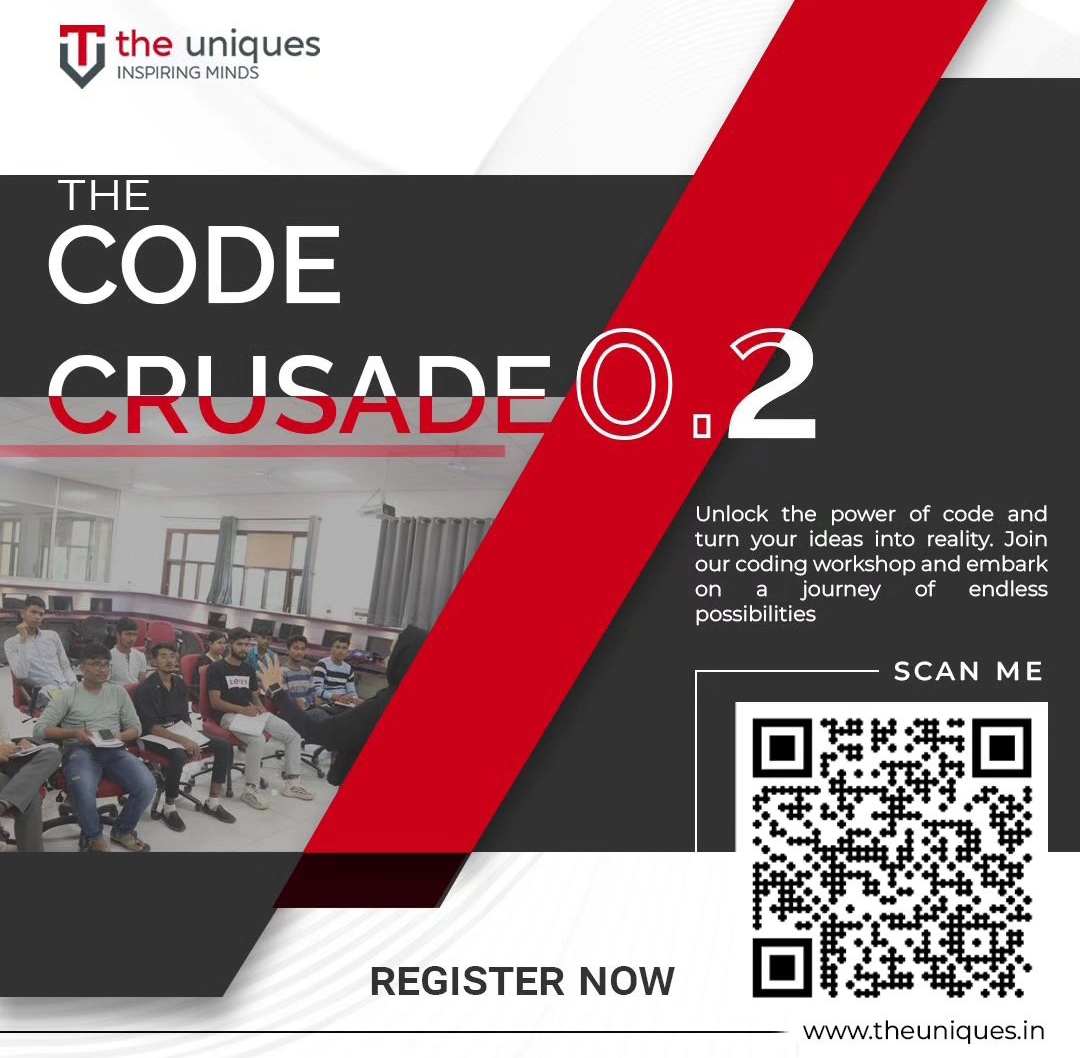 the uniques
INSPIRING MINDS
THE
CODE
CRUSADE 0.2
Unlock the power of code and
turn your ideas into reality. Join
our coding workshop and embark
on a journey of endless
possibilities
SCAN ME
REGISTER NOW
www.theuniques.in